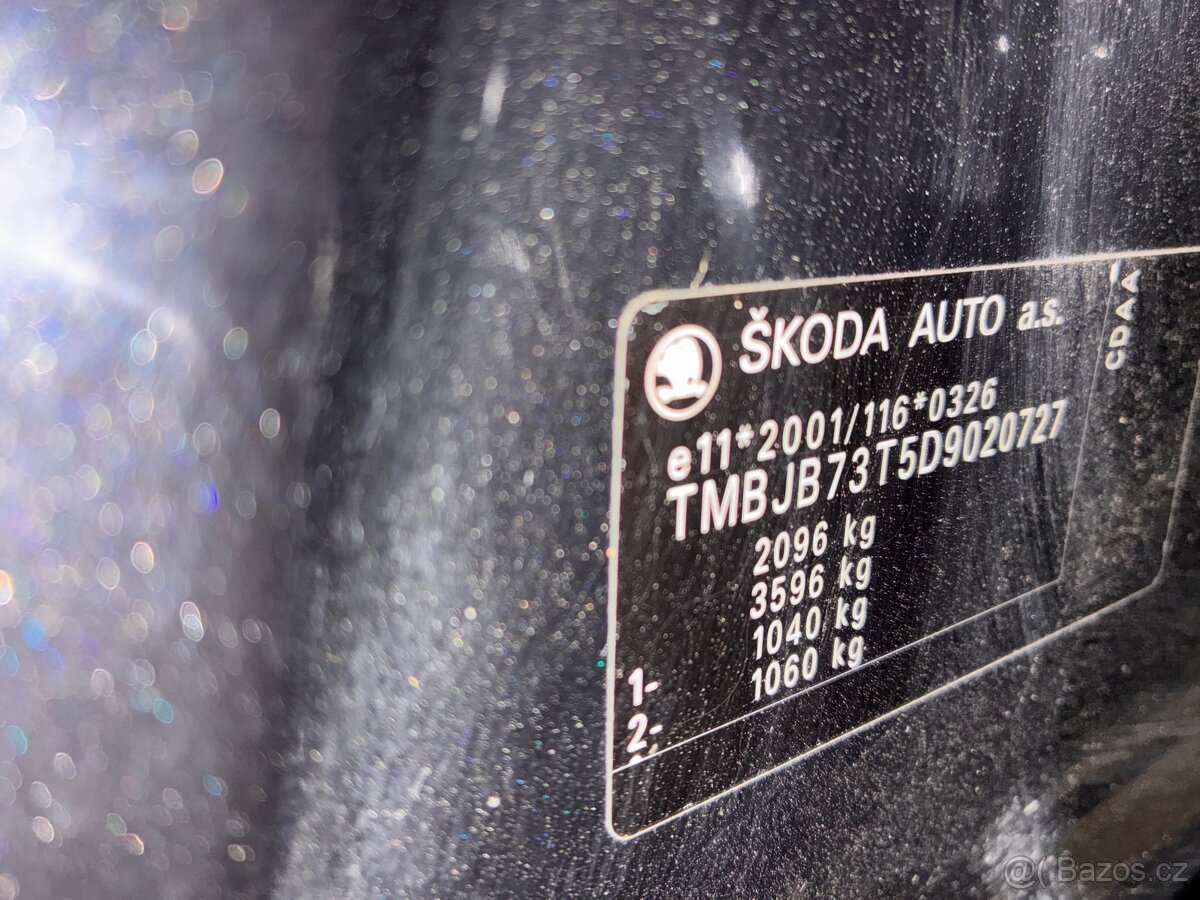 ŠKODA AUTO a.s.
CDAA
e11*2001/116*0326
TMBJB73T5D9020727
2096 kg
3596 kg
1- 1040 kg
2- 1060 kg
@( Bazos.cz